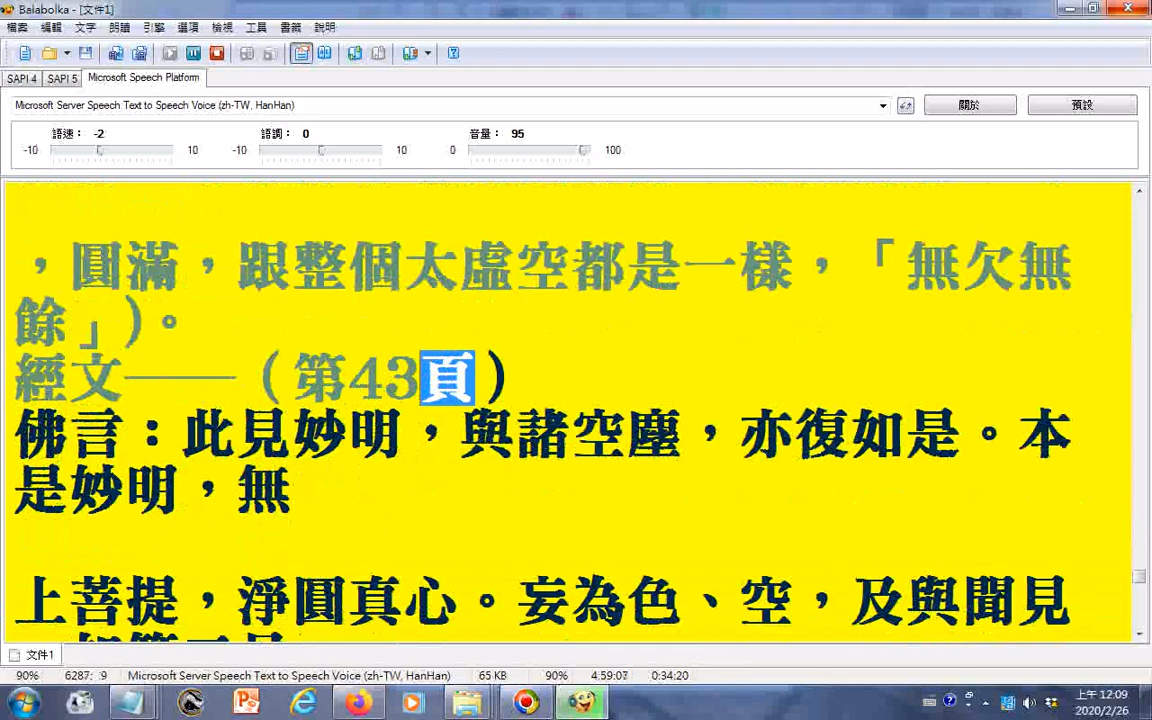 Balabolka - [文件1]
檔案 編輯 文字 朗讀 引擎 選項 檢視 工具 書籤 說明
SAPI 4 SAPI 5 Microsoft Speech Platform
Microsoft Server Speech Text to Speech Voice (zh-TW, HanHan)
關於 預設
語速： -2 語調： 0 音量： 95
-10 10 -10 10 0 100
，圓滿，跟整個太虛空都是一樣，「無欠無
餘」)。
經文——（第43頁）
佛言：此見妙明，與諸空塵，亦復如是。本
是妙明，無
上菩提，淨圓真心。妄為色、空，及與聞見
文件1
90% 6287: :9 Microsoft Server Speech Text to Speech Voice (zh-TW, HanHan) 65 KB 90% 4:59:07 0:34:20
上午 12:09
2020/2/26